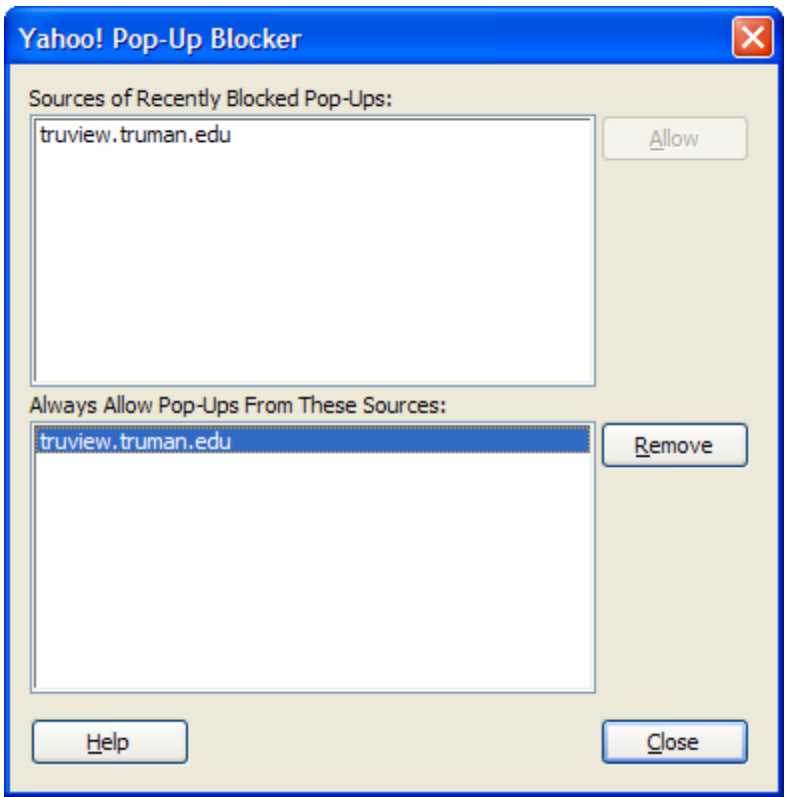 Yahoo! Pop-Up Blocker
Sources of Recently Blocked Pop-Ups:
truview.truman.edu
Allow
Always Allow Pop-Ups From These Sources:
truview.truman.edu
Remove
Help
Close